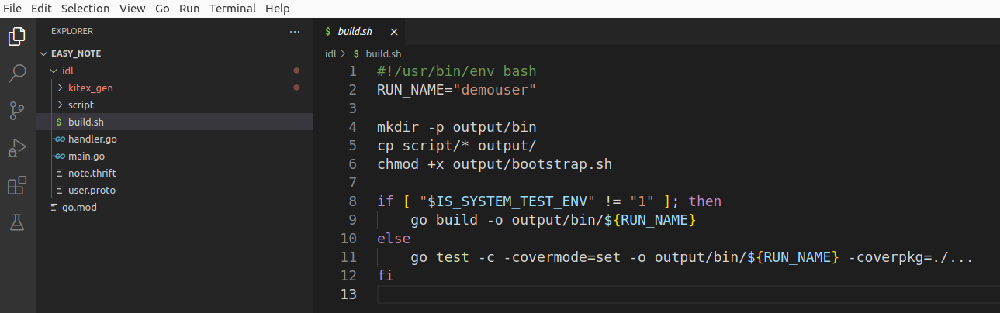 File Edit Selection View Go Run Terminal Help
EXPLORER ...
EASY_NOTE
idl
kitex_gen
script
$ build.sh
GO handler.go
GO main.go
note.thrift
user.proto
go.mod
$ build.sh ×
idl > $ build.sh
1 #!/usr/bin/env bash
2 RUN_NAME="demouser"
3
4 mkdir -p output/bin
5 cp script/* output/
6 chmod +x output/bootstrap.sh
7
8 if [ "$IS_SYSTEM_TEST_ENV" != "1" ]; then
9 go build -o output/bin/${RUN_NAME}
10 else
11 go test -c -covermode=set -o output/bin/${RUN_NAME} -coverpkg=./...
12 fi
13